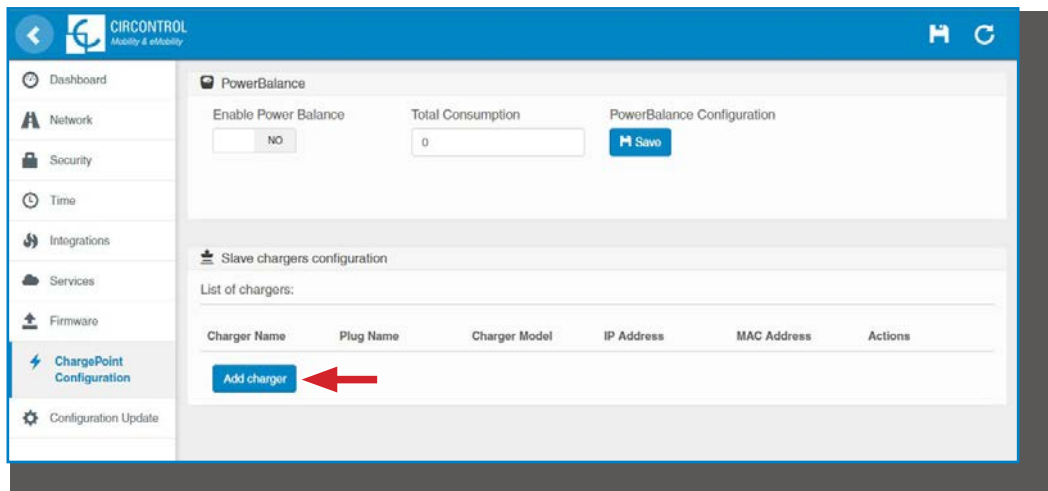 CIRCONTROL
Mobility & eMobility
Dashboard
Network
Security
Time
Integrations
Services
Firmware
ChargePoint
Configuration
Configuration Update
PowerBalance
Enable Power Balance
Total Consumption
PowerBalance Configuration
NO
0
Save
Slave chargers configuration
List of chargers:
Charger Name
Plug Name
Charger Model
IP Address
MAC Address
Actions
Add charger